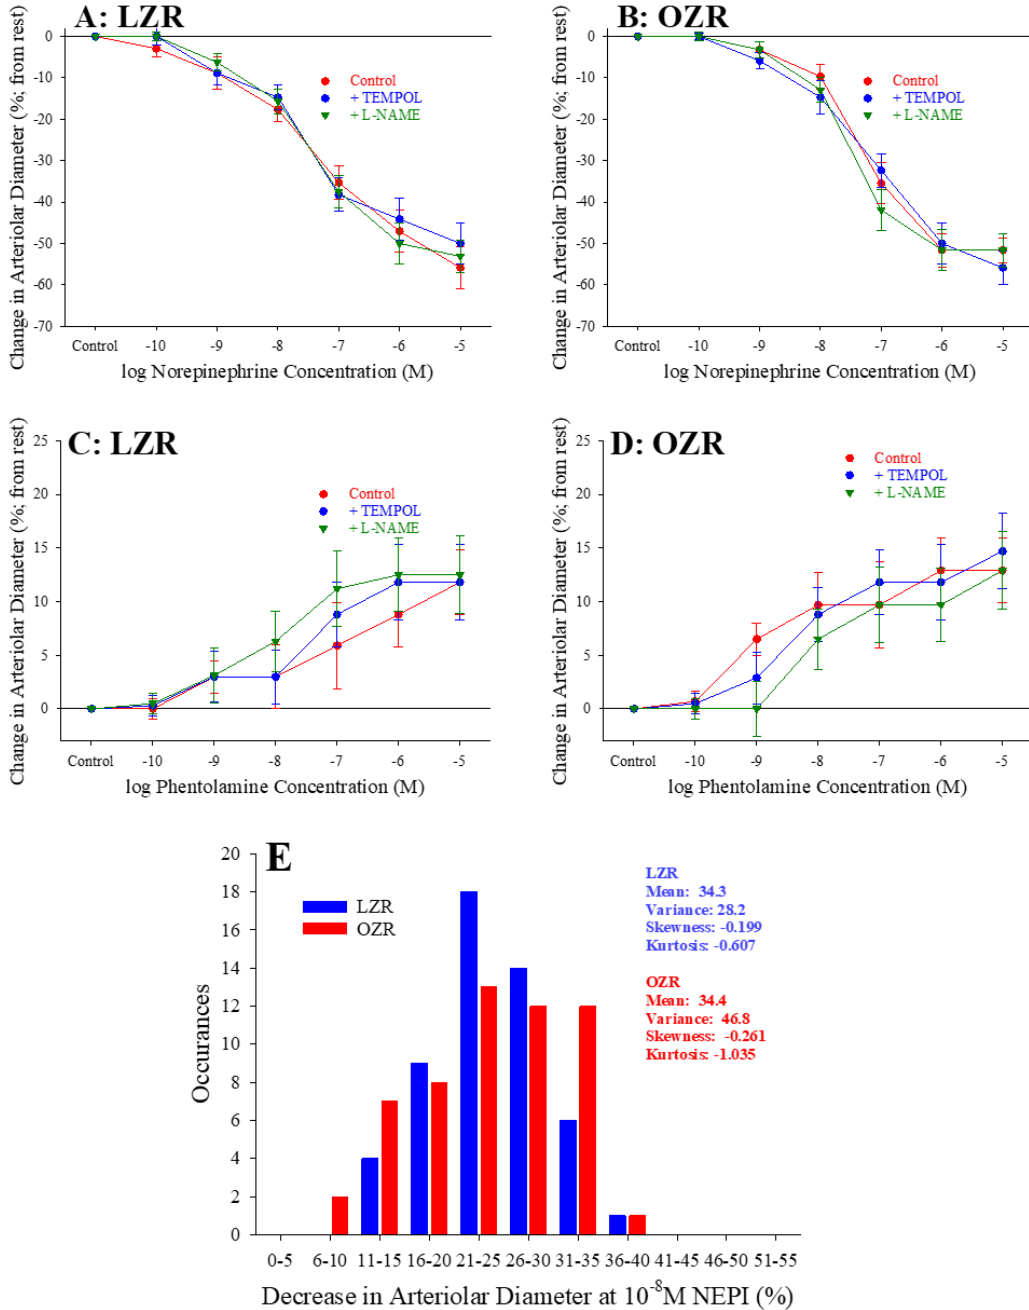 A: LZR
Change in Arteriolar Diameter (%; from rest)
0
-10
-20
-30
-40
-50
-60
-70
Control
+ TEMPOL
+ L-NAME
Control -10 -9 -8 -7 -6 -5
log Norepinephrine Concentration (M)
B: OZR
Change in Arteriolar Diameter (%; from rest)
0
-10
-20
-30
-40
-50
-60
-70
Control
+ TEMPOL
+ L-NAME
Control -10 -9 -8 -7 -6 -5
log Norepinephrine Concentration (M)
C: LZR
Change in Arteriolar Diameter (%; from rest)
25
20
15
10
5
0
Control
+ TEMPOL
+ L-NAME
Control -10 -9 -8 -7 -6 -5
log Phentolamine Concentration (M)
D: OZR
Change in Arteriolar Diameter (%; from rest)
25
20
15
10
5
0
Control
+ TEMPOL
+ L-NAME
Control -10 -9 -8 -7 -6 -5
log Phentolamine Concentration (M)
E
Occurances
20
18
16
14
12
10
8
6
4
2
0
LZR
OZR
LZR
Mean: 34.3
Variance: 28.2
Skewness: -0.199
Kurtosis: -0.607
OZR
Mean: 34.4
Variance: 46.8
Skewness: -0.261
Kurtosis: -1.035
0-5 6-10 11-15 16-20 21-25 26-30 31-35 36-40 41-45 46-50 51-55
Decrease in Arteriolar Diameter at 10⁻⁸M NEPI (%)